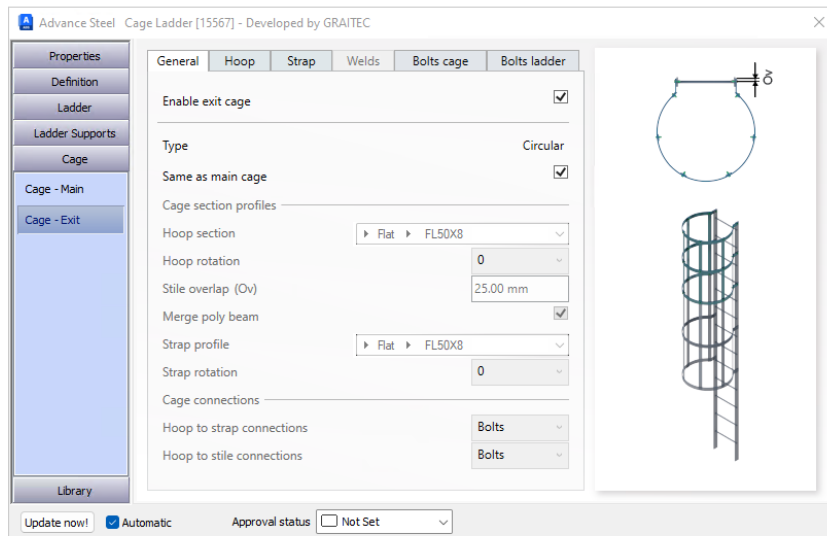 Advance Steel Cage Ladder [15567] - Developed by GRAITEC
Properties
Definition
Ladder
Ladder Supports
Cage
Cage - Main
Cage - Exit
Library
General Hoop Strap Welds Bolts cage Bolts ladder
Enable exit cage
Type Circular
Same as main cage
Cage section profiles
Hoop section Flat FL50X8
Hoop rotation 0
Stile overlap (Ov) 25.00 mm
Merge poly beam
Strap profile Flat FL50X8
Strap rotation 0
Cage connections
Hoop to strap connections Bolts
Hoop to stile connections Bolts
Ov
Update now! Automatic Approval status Not Set